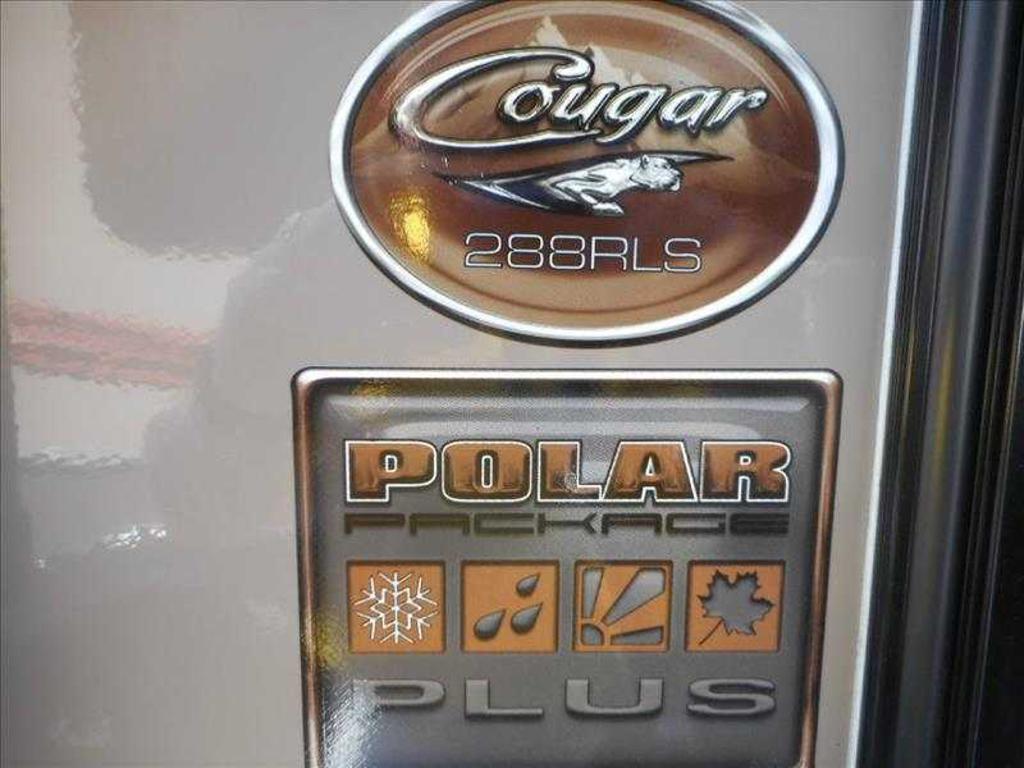 Cougar
288RLS
POLAR
PACKAGE
PLUS